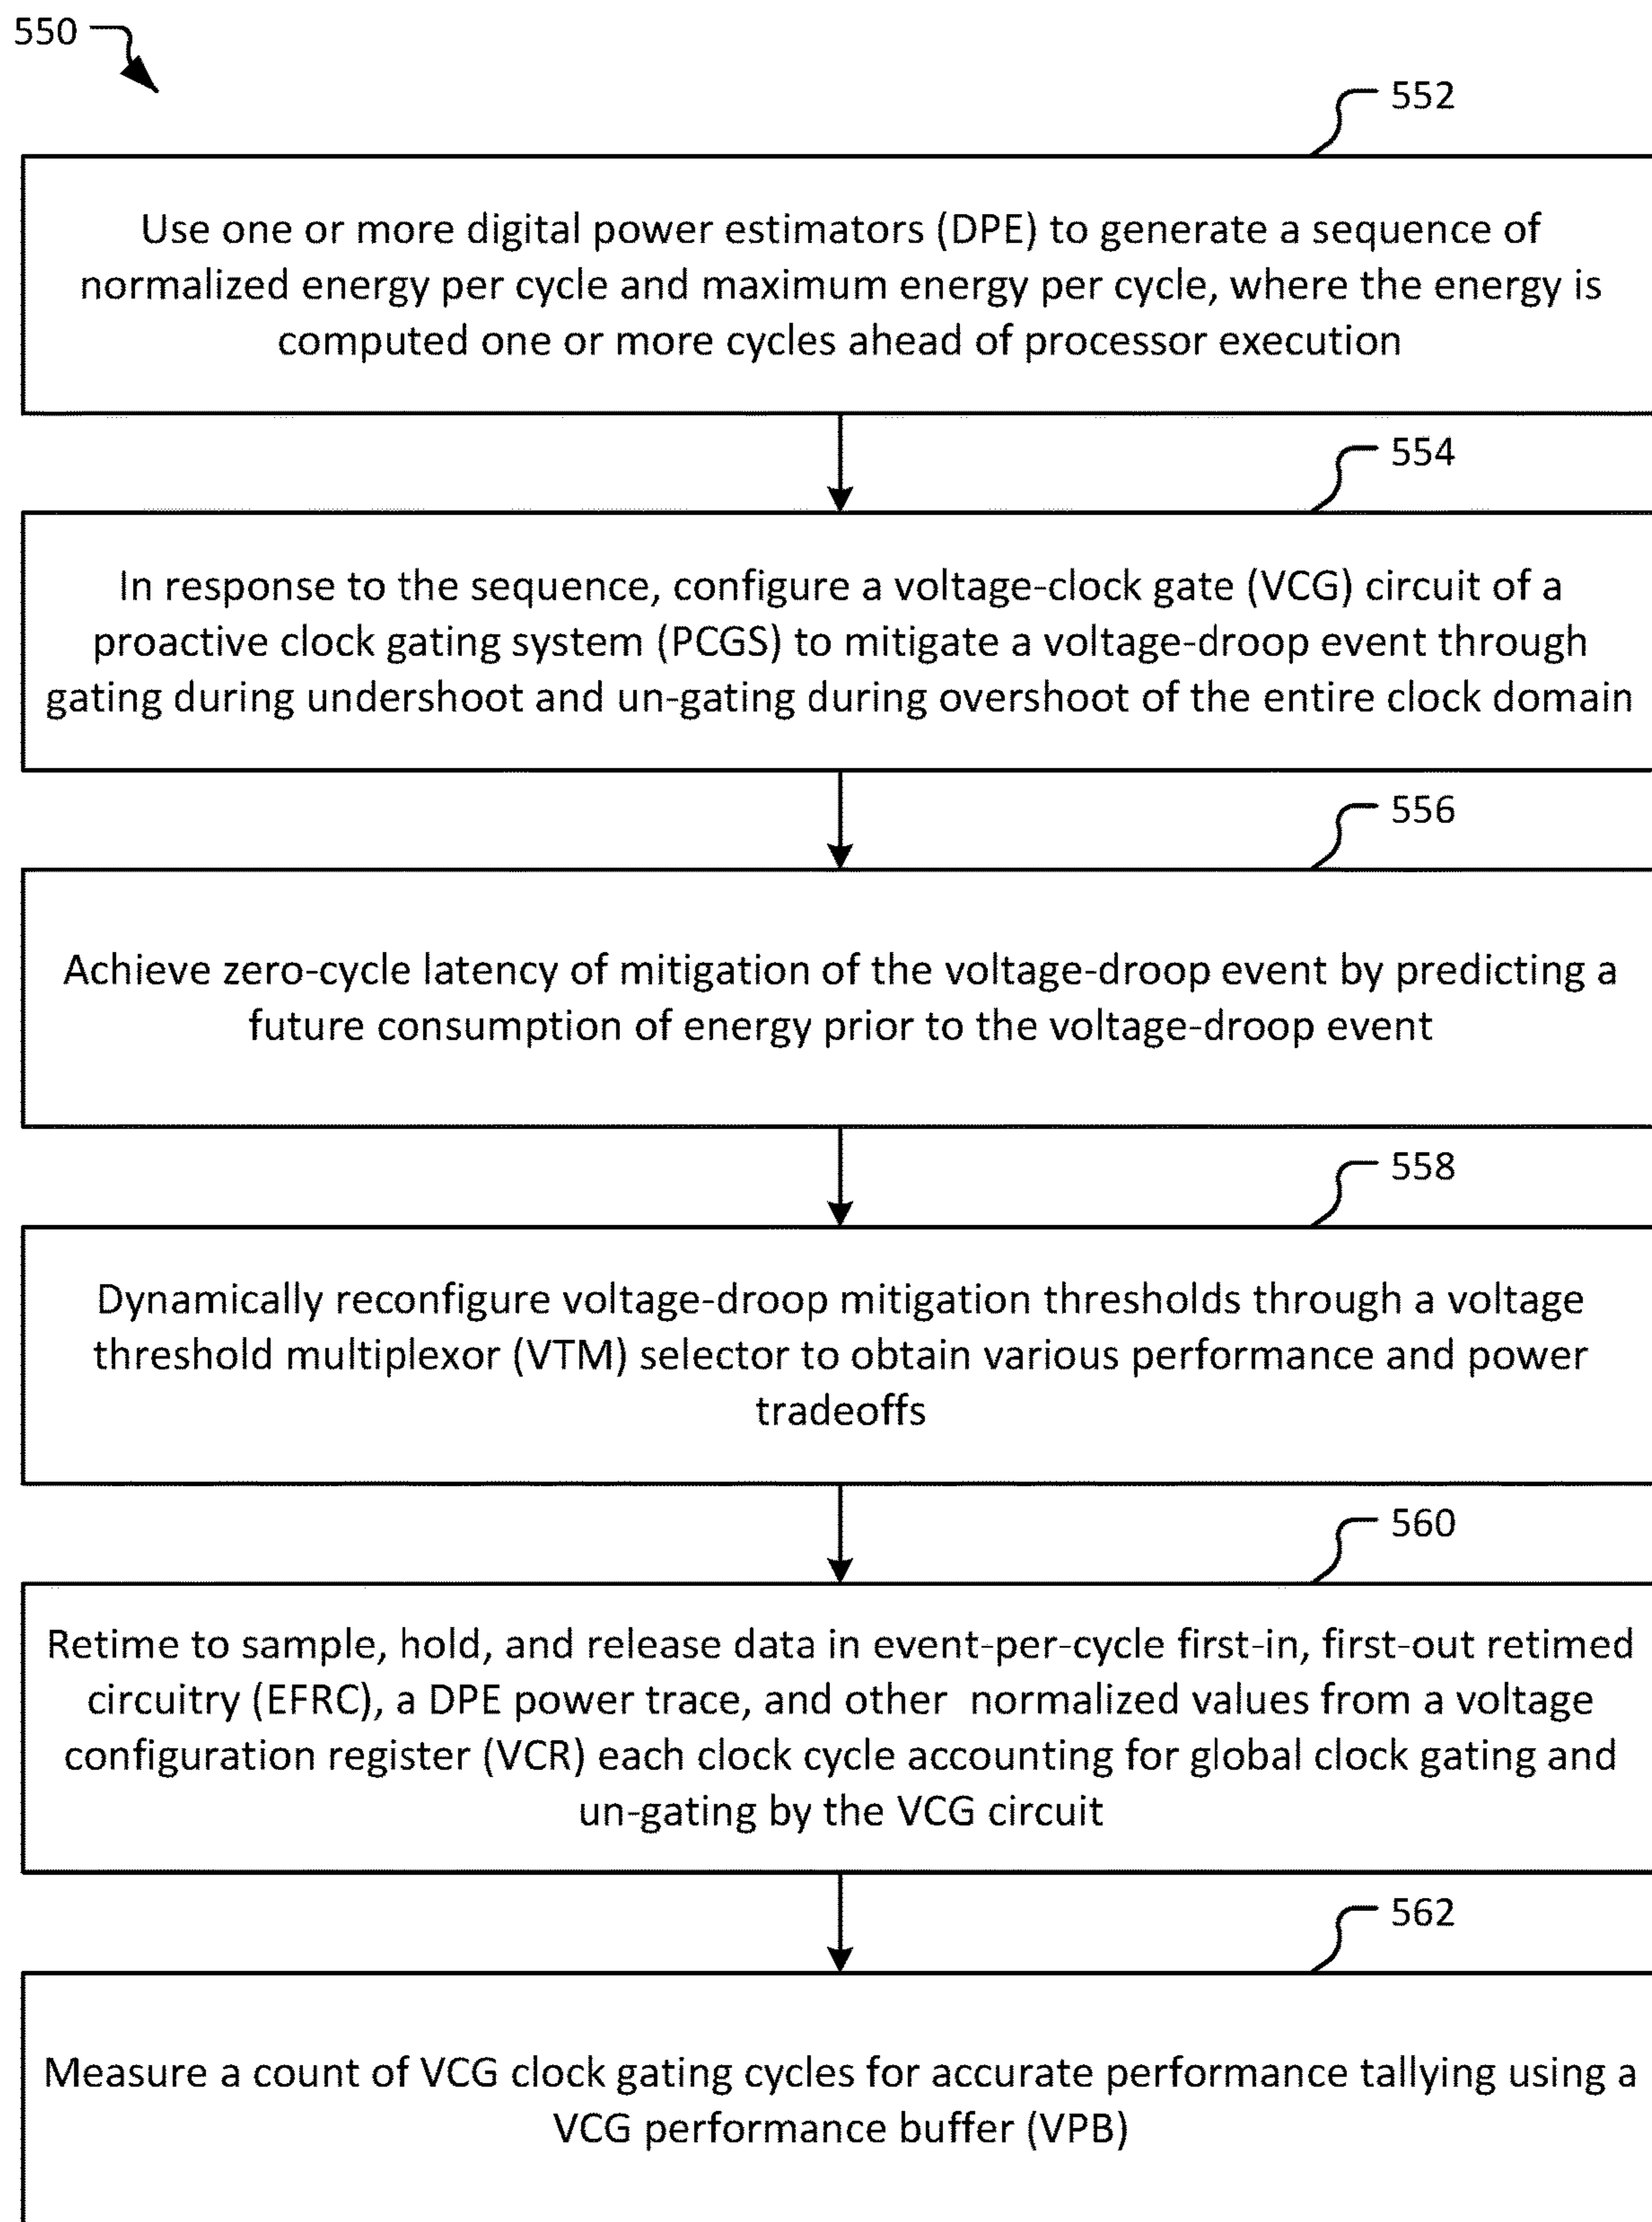 550
552
Use one or more digital power estimators (DPE) to generate a sequence of
normalized energy per cycle and maximum energy per cycle, where the energy is
computed one or more cycles ahead of processor execution
554
In response to the sequence, configure a voltage-clock gate (VCG) circuit of a
proactive clock gating system (PCGS) to mitigate a voltage-droop event through
gating during undershoot and un-gating during overshoot of the entire clock domain
556
Achieve zero-cycle latency of mitigation of the voltage-droop event by predicting a
future consumption of energy prior to the voltage-droop event
558
Dynamically reconfigure voltage-droop mitigation thresholds through a voltage
threshold multiplexor (VTM) selector to obtain various performance and power
tradeoffs
560
Retime to sample, hold, and release data in event-per-cycle first-in, first-out retimed
circuitry (EFRC), a DPE power trace, and other normalized values from a voltage
configuration register (VCR) each clock cycle accounting for global clock gating and
un-gating by the VCG circuit
562
Measure a count of VCG clock gating cycles for accurate performance tallying using a
VCG performance buffer (VPB)